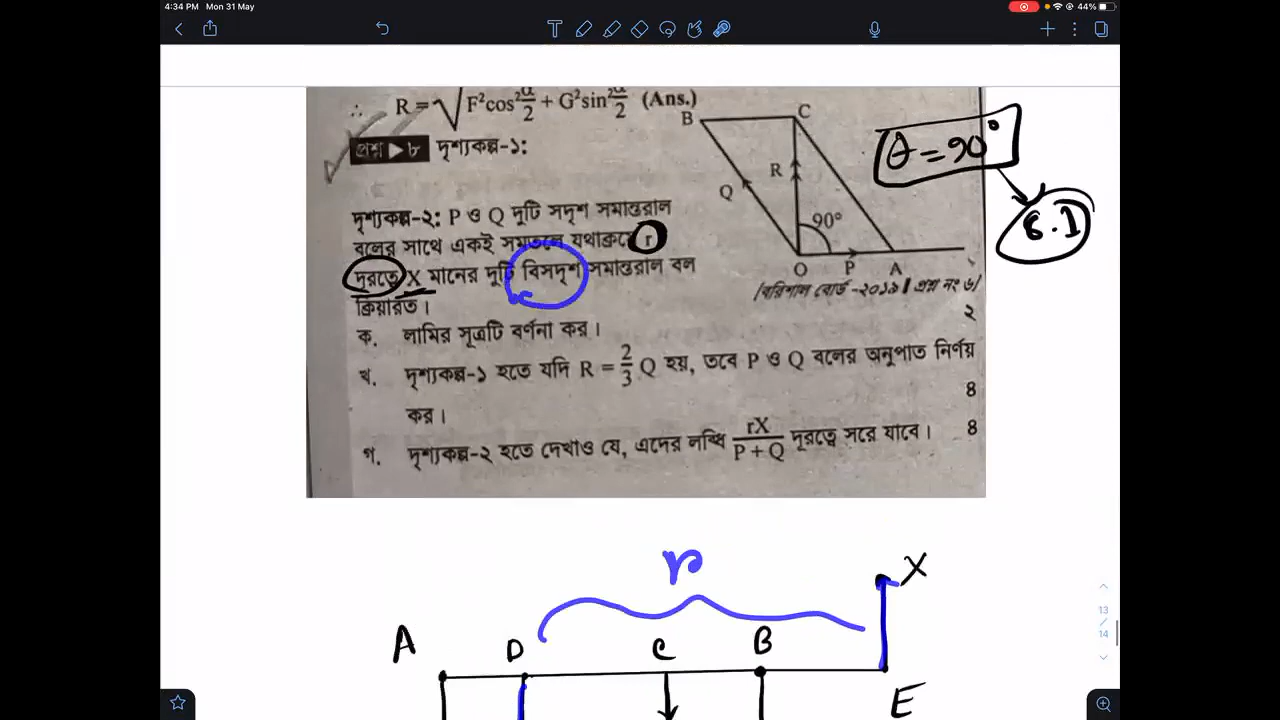 4:34 PM Mon 31 May
44%
∴ R = √F²cos²α/2 + G²sin²α/2 (Ans.)
প্রশ্ন ▶ ৮ দৃশ্যকল্প-১:
B
C
Q
R
90°
O
P
A
θ = 90°
দৃশ্যকল্প-২: P ও Q দুটি সদৃশ সমান্তরাল
বলের সাথে একই সমতলে যথাক্রমে r
দূরত্বে X মানের দুটি বিসদৃশ সমান্তরাল বল
ক্রিয়ারত।
[বরিশাল বোর্ড-২০১৯। প্রশ্ন নং ৬]
ক. লামির সূত্রটি বর্ণনা কর। ২
খ. দৃশ্যকল্প-১ হতে যদি R = 2/3 Q হয়, তবে P ও Q বলের অনুপাত নির্ণয়
কর। ৪
গ. দৃশ্যকল্প-২ হতে দেখাও যে, এদের লব্ধি rX/P + Q দূরত্বে সরে যাবে। ৪
r
X
A D C B
E
13
/
14